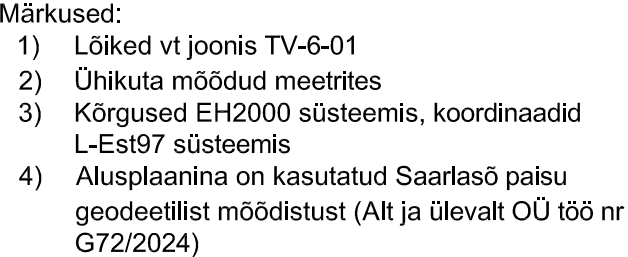 Märkused:
1) Lõiked vt joonis TV-6-01
2) Ühikuta mõõdud meetrites
3) Kõrgused EH2000 süsteemis, koordinaadid
L-Est97 süsteemis
4) Alusplaanina on kasutatud Saarlasõ paisu
geodeetilist mõõdistust (Alt ja ülevalt OÜ töö nr
G72/2024)